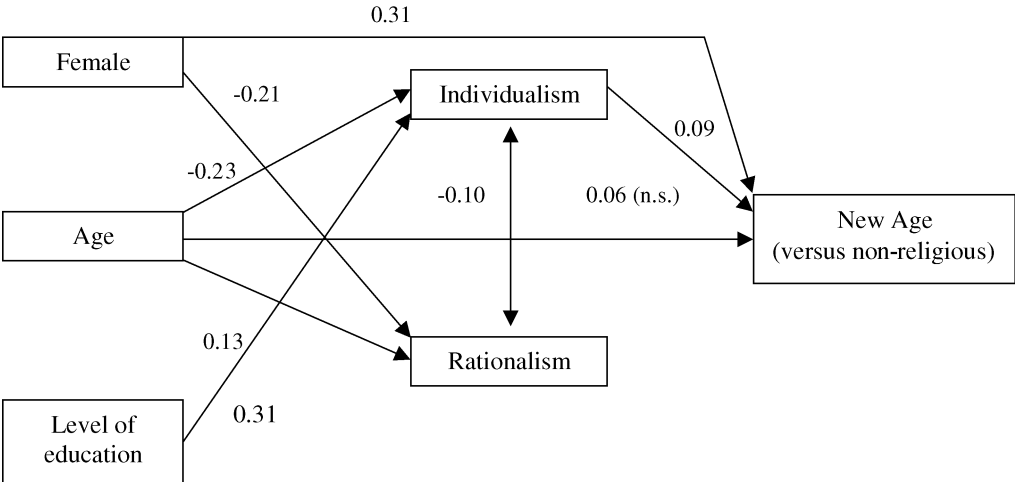 0.31
Female
-0.21
Individualism
0.09
-0.23
-0.10
0.06 (n.s.)
Age
New Age
(versus non-religious)
0.13
Rationalism
0.31
Level of
education